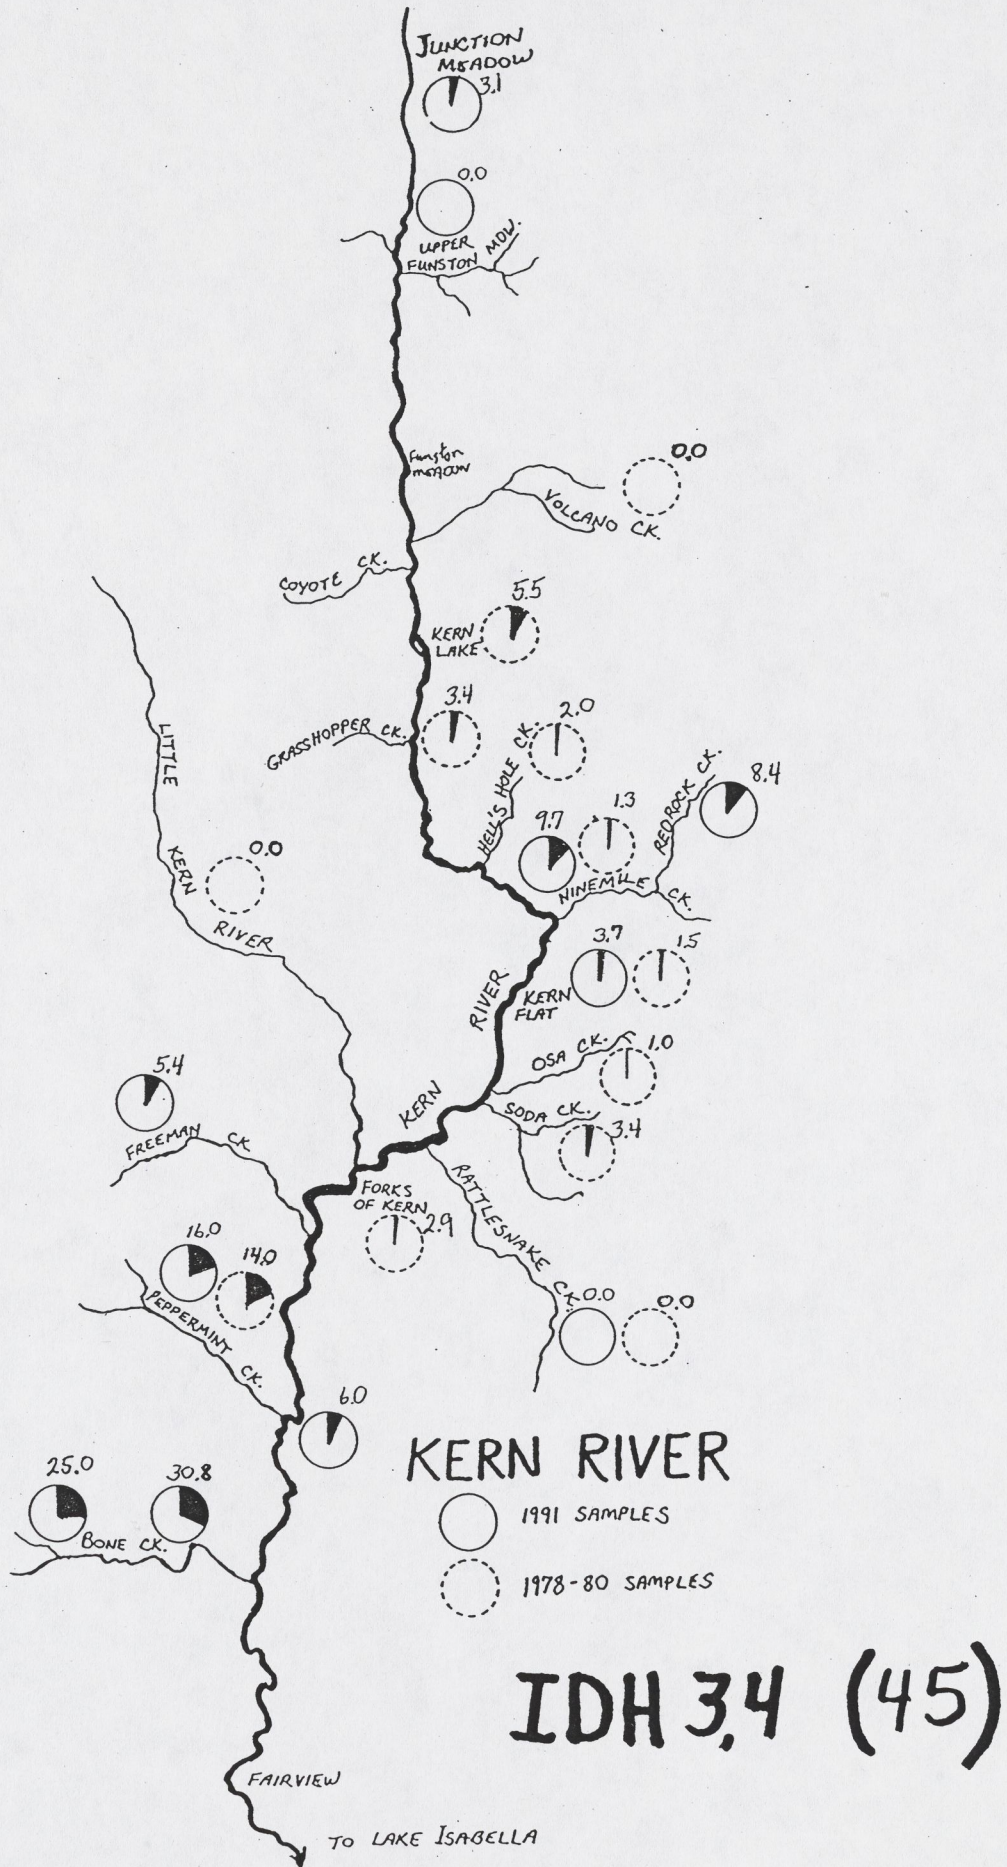 JUNCTION
MEADOW
3.1
0.0
UPPER
FUNSTON MDW.
Funston
MEADOW
0.0
VOLCANO CK.
COYOTE CK.
5.5
KERN
LAKE
3.4
GRASSHOPPER CK.
2.0
HELL'S HOLE CK.
8.4
REDROCK CK.
1.3
9.7
NINEMILE CK.
LITTLE
KERN
RIVER
0.0
3.7
1.5
KERN
FLAT
RIVER
KERN
OSA CK.
1.0
SODA CK.
3.4
5.4
FREEMAN CK.
FORKS
OF KERN
2.9
RATTLESNAKE CK.
0.0
0.0
16.0
14.0
PEPPERMINT CK.
6.0
25.0
30.8
BONE CK.
KERN RIVER
1991 SAMPLES
1978-80 SAMPLES
IDH 3,4 (45)
FAIRVIEW
TO LAKE ISABELLA